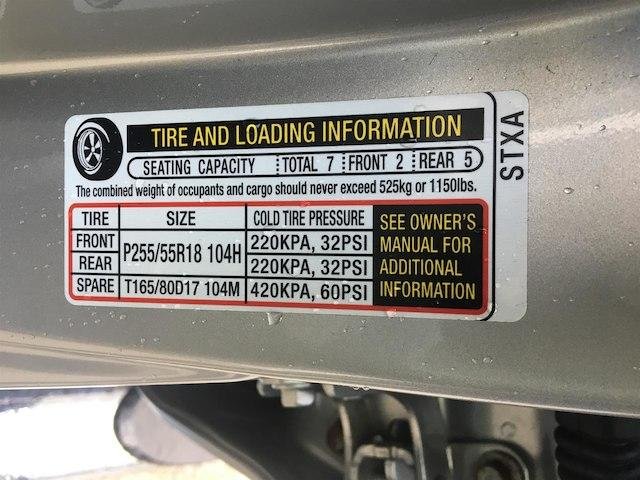 TIRE AND LOADING INFORMATION
SEATING CAPACITY TOTAL 7 FRONT 2 REAR 5
The combined weight of occupants and cargo should never exceed 525kg or 1150lbs.
TIRE SIZE COLD TIRE PRESSURE
FRONT P255/55R18 104H 220KPA, 32PSI
REAR 220KPA, 32PSI
SPARE T165/80D17 104M 420KPA, 60PSI
SEE OWNER'S
MANUAL FOR
ADDITIONAL
INFORMATION
STXA